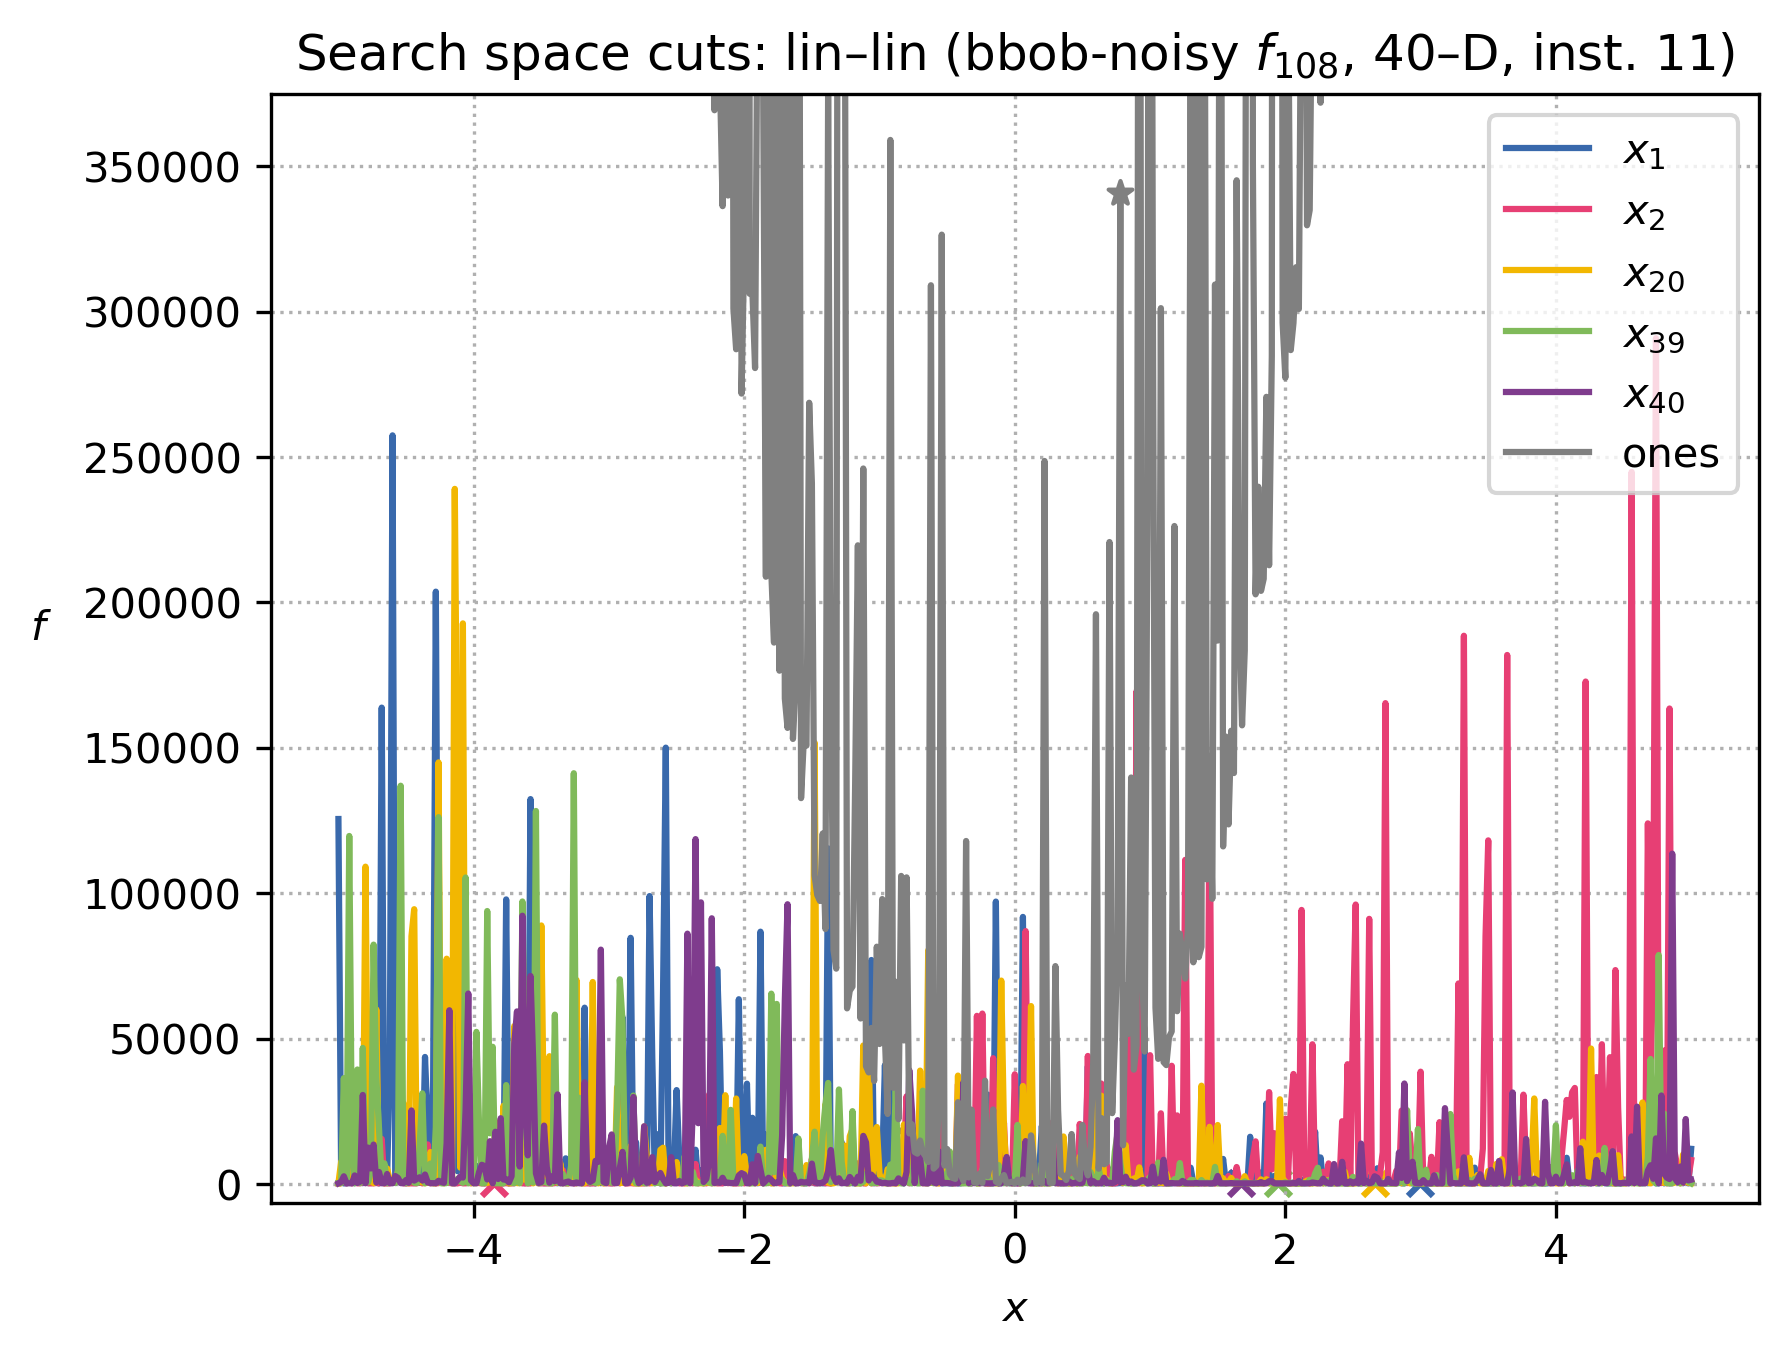 Search space cuts: lin–lin (bbob-noisy f108, 40–D, inst. 11)
350000
300000
250000
200000
150000
100000
50000
0
f
−4
−2
0
2
4
x
x1
x2
x20
x39
x40
ones